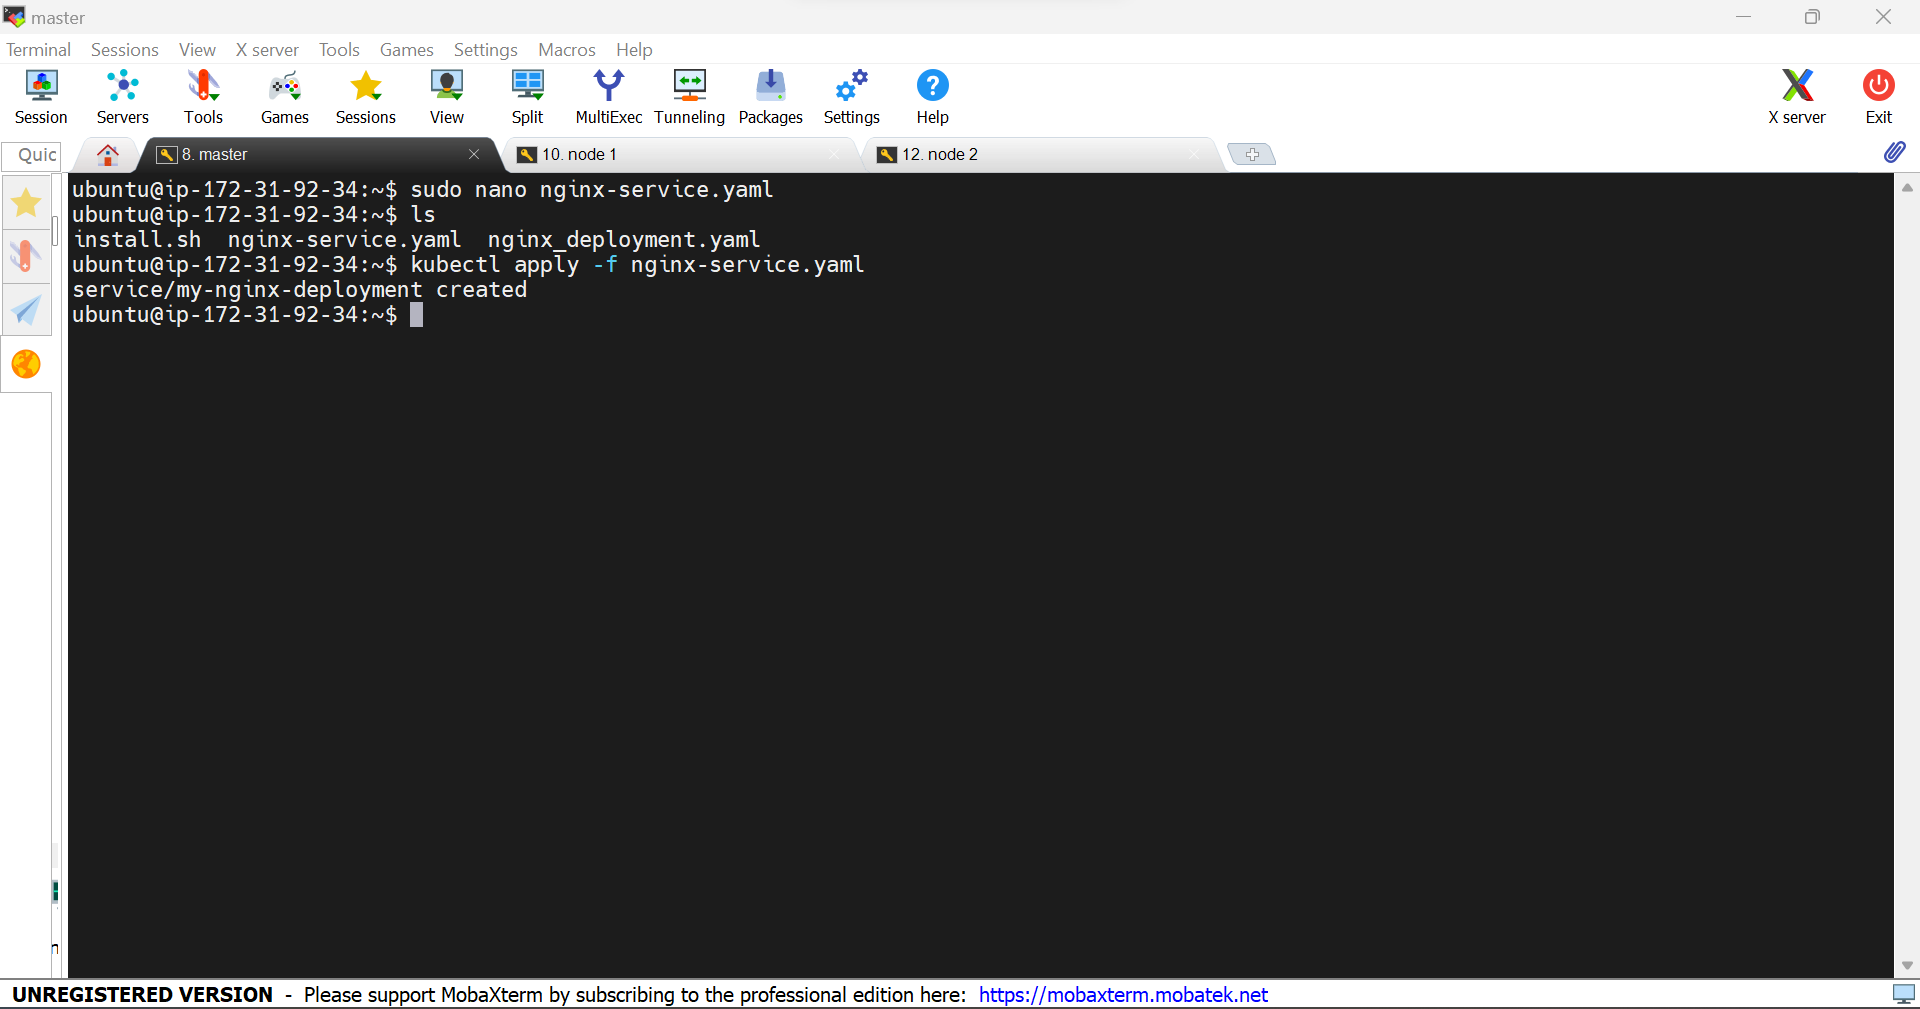 master
Terminal Sessions View X server Tools Games Settings Macros Help
Session Servers Tools Games Sessions View Split MultiExec Tunneling Packages Settings Help X server Exit
Quic 8. master 10. node 1 12. node 2
ubuntu@ip-172-31-92-34:~$ sudo nano nginx-service.yaml
ubuntu@ip-172-31-92-34:~$ ls
install.sh  nginx-service.yaml  nginx_deployment.yaml
ubuntu@ip-172-31-92-34:~$ kubectl apply -f nginx-service.yaml
service/my-nginx-deployment created
ubuntu@ip-172-31-92-34:~$
UNREGISTERED VERSION - Please support MobaXterm by subscribing to the professional edition here: https://mobaxterm.mobatek.net